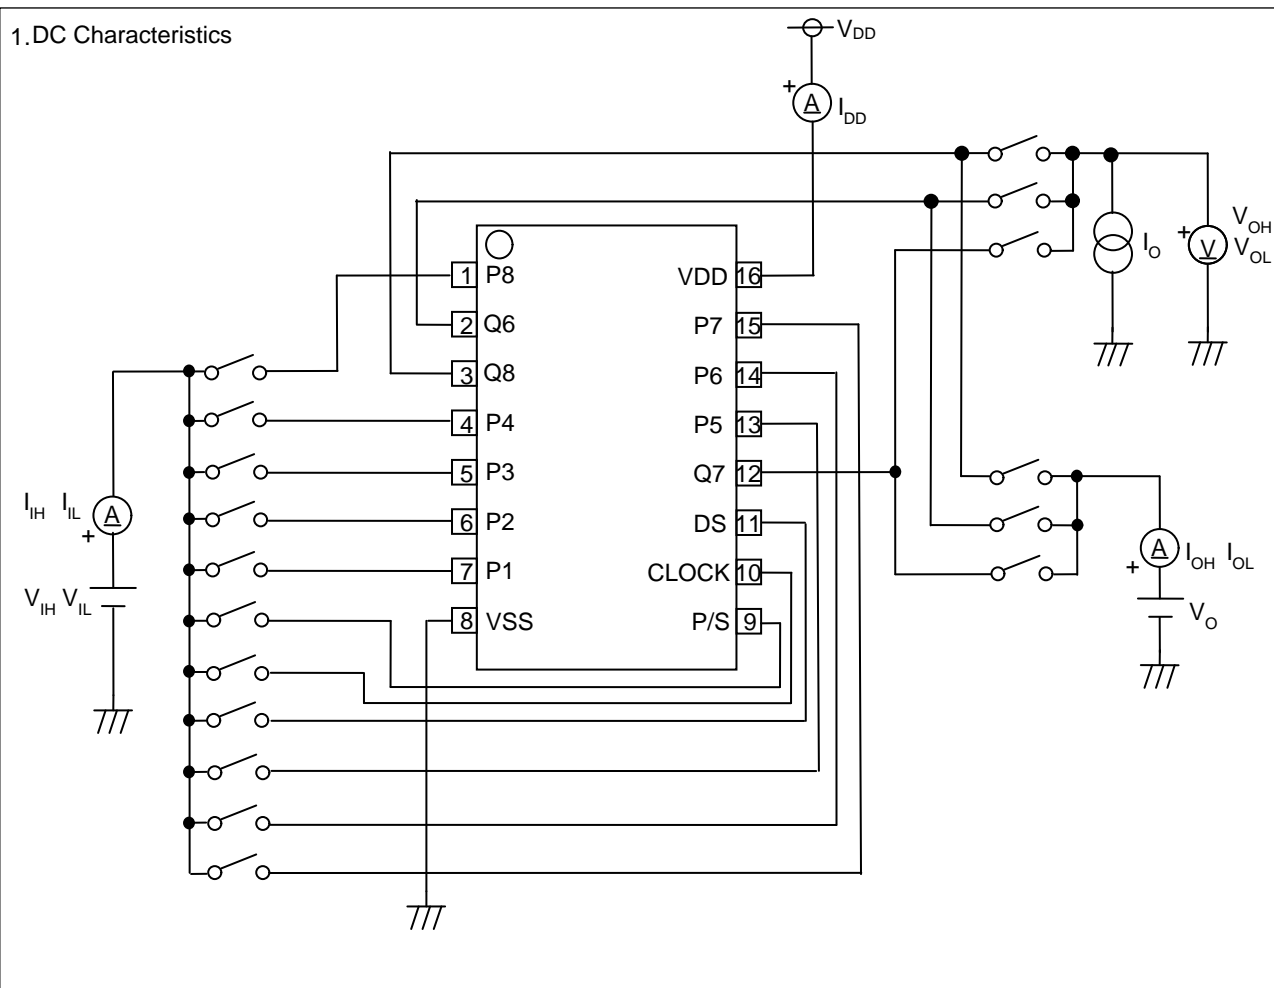 1. DC Characteristics
VDD
+ A IDD
VOH
+ V VOL
IO
1 P8
2 Q6
3 Q8
4 P4
5 P3
6 P2
7 P1
8 VSS
VDD 16
P7 15
P6 14
P5 13
Q7 12
DS 11
CLOCK 10
P/S 9
IIH IIL A
+
VIH VIL
A IOH IOL
+
VO